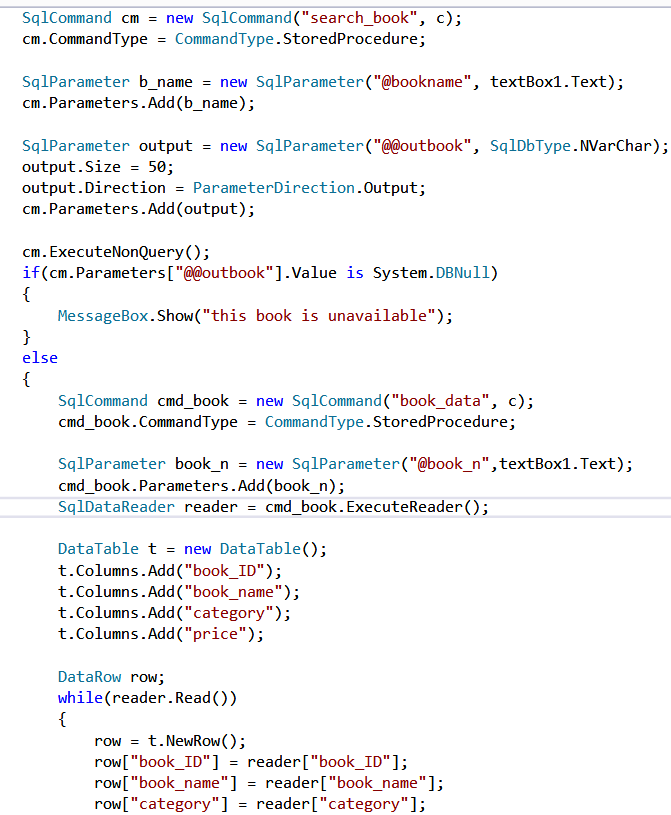 SqlCommand cm = new SqlCommand("search_book", c);
cm.CommandType = CommandType.StoredProcedure;
SqlParameter b_name = new SqlParameter("@bookname", textBox1.Text);
cm.Parameters.Add(b_name);
SqlParameter output = new SqlParameter("@@outbook", SqlDbType.NVarChar);
output.Size = 50;
output.Direction = ParameterDirection.Output;
cm.Parameters.Add(output);
cm.ExecuteNonQuery();
if(cm.Parameters["@@outbook"].Value is System.DBNull)
{
MessageBox.Show("this book is unavailable");
}
else
{
SqlCommand cmd_book = new SqlCommand("book_data", c);
cmd_book.CommandType = CommandType.StoredProcedure;
SqlParameter book_n = new SqlParameter("@book_n",textBox1.Text);
cmd_book.Parameters.Add(book_n);
SqlDataReader reader = cmd_book.ExecuteReader();
DataTable t = new DataTable();
t.Columns.Add("book_ID");
t.Columns.Add("book_name");
t.Columns.Add("category");
t.Columns.Add("price");
DataRow row;
while(reader.Read())
{
row = t.NewRow();
row["book_ID"] = reader["book_ID"];
row["book_name"] = reader["book_name"];
row["category"] = reader["category"];